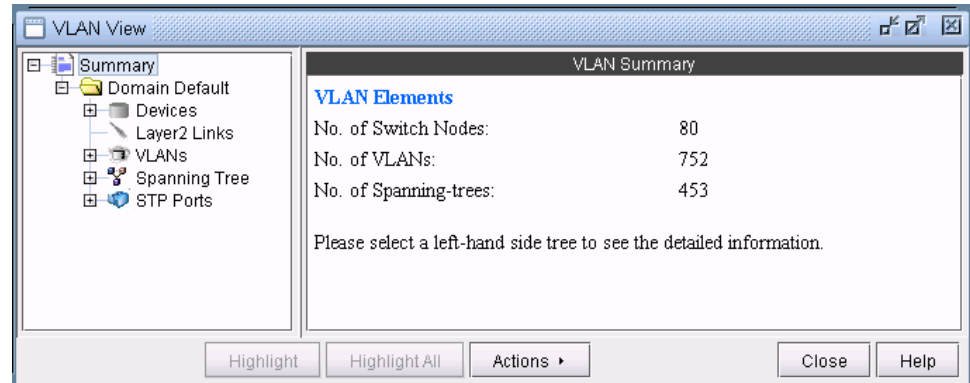 VLAN View
Summary
Domain Default
Devices
Layer2 Links
VLANs
Spanning Tree
STP Ports
VLAN Summary
VLAN Elements
No. of Switch Nodes: 80
No. of VLANs: 752
No. of Spanning-trees: 453
Please select a left-hand side tree to see the detailed information.
Highlight Highlight All Actions Close Help